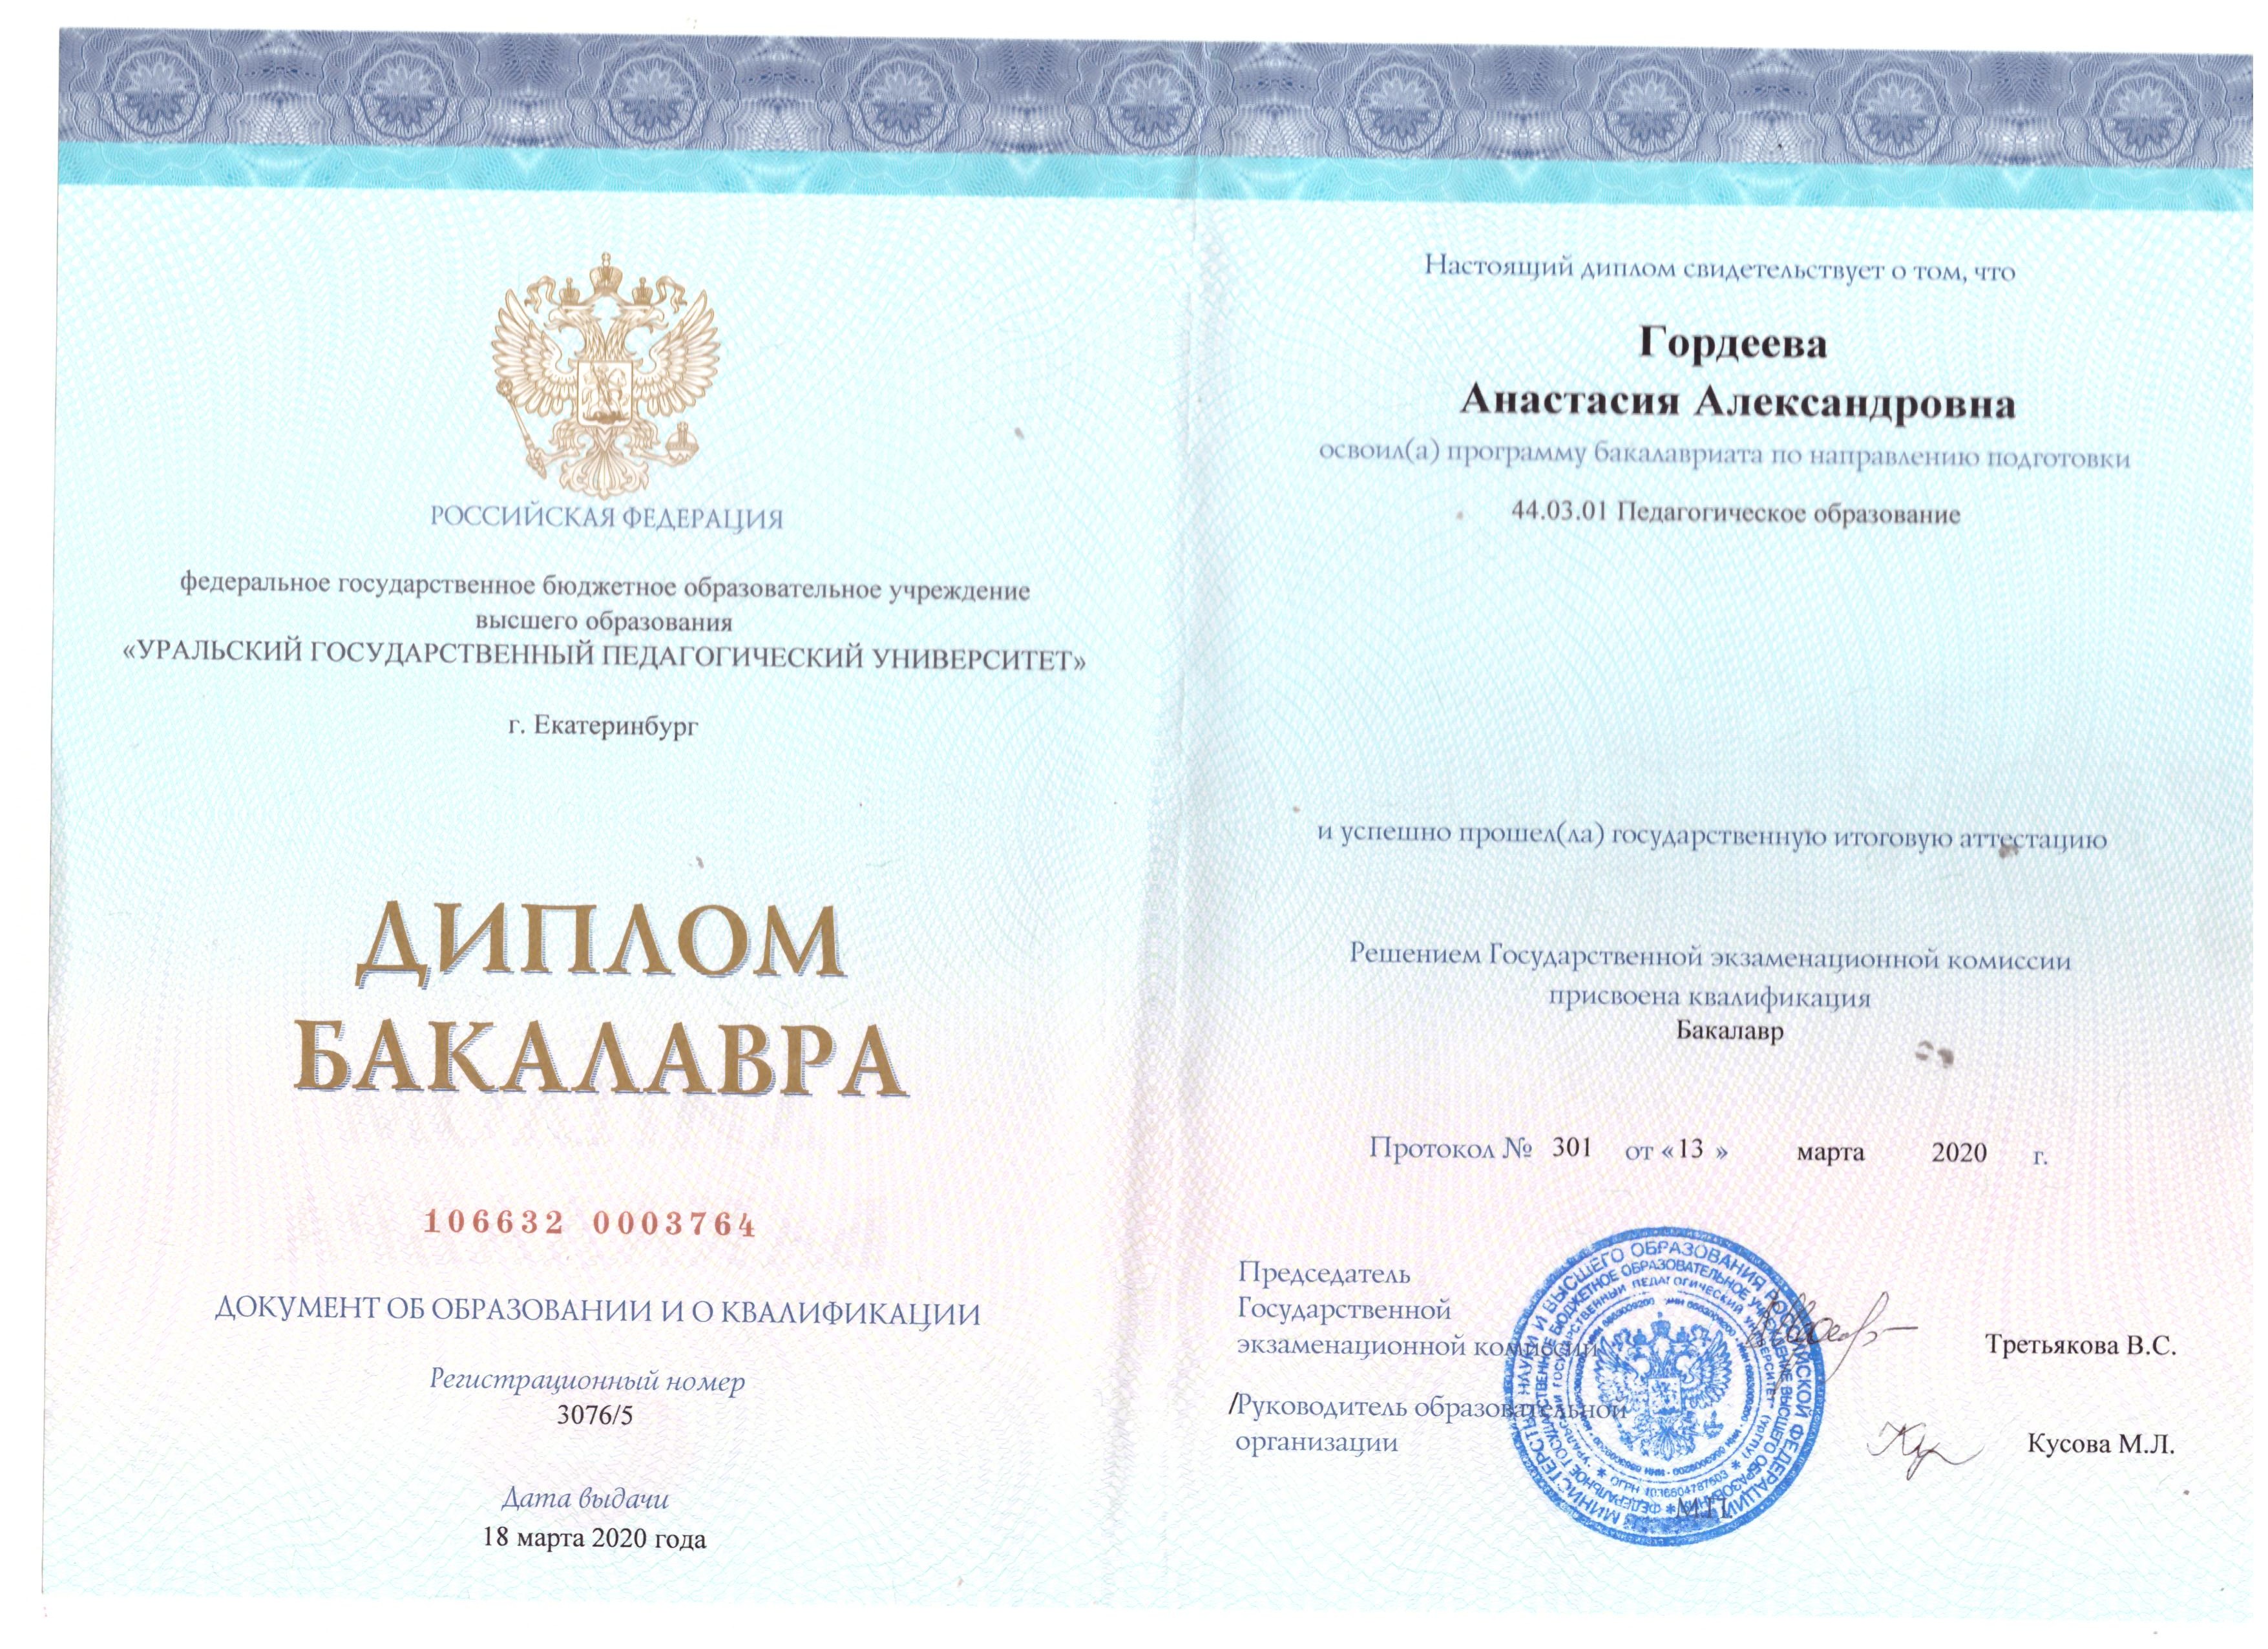 РОССИЙСКАЯ ФЕДЕРАЦИЯ
федеральное государственное бюджетное образовательное учреждение
высшего образования
«УРАЛЬСКИЙ ГОСУДАРСТВЕННЫЙ ПЕДАГОГИЧЕСКИЙ УНИВЕРСИТЕТ»
г. Екатеринбург
ДИПЛОМ
БАКАЛАВРА
106632 0003764
ДОКУМЕНТ ОБ ОБРАЗОВАНИИ И О КВАЛИФИКАЦИИ
Регистрационный номер
3076/5
Дата выдачи
18 марта 2020 года
Настоящий диплом свидетельствует о том, что
Гордеева
Анастасия Александровна
освоил(а) программу бакалавриата по направлению подготовки
44.03.01 Педагогическое образование
и успешно прошел(ла) государственную итоговую аттестацию
Решением Государственной экзаменационной комиссии
присвоена квалификация
Бакалавр
Протокол № 301 от «13 » марта 2020 г.
Председатель
Государственной
экзаменационной комиссии
Третьякова В.С.
/Руководитель образовательной
организации
Кусова М.Л.
М.П.